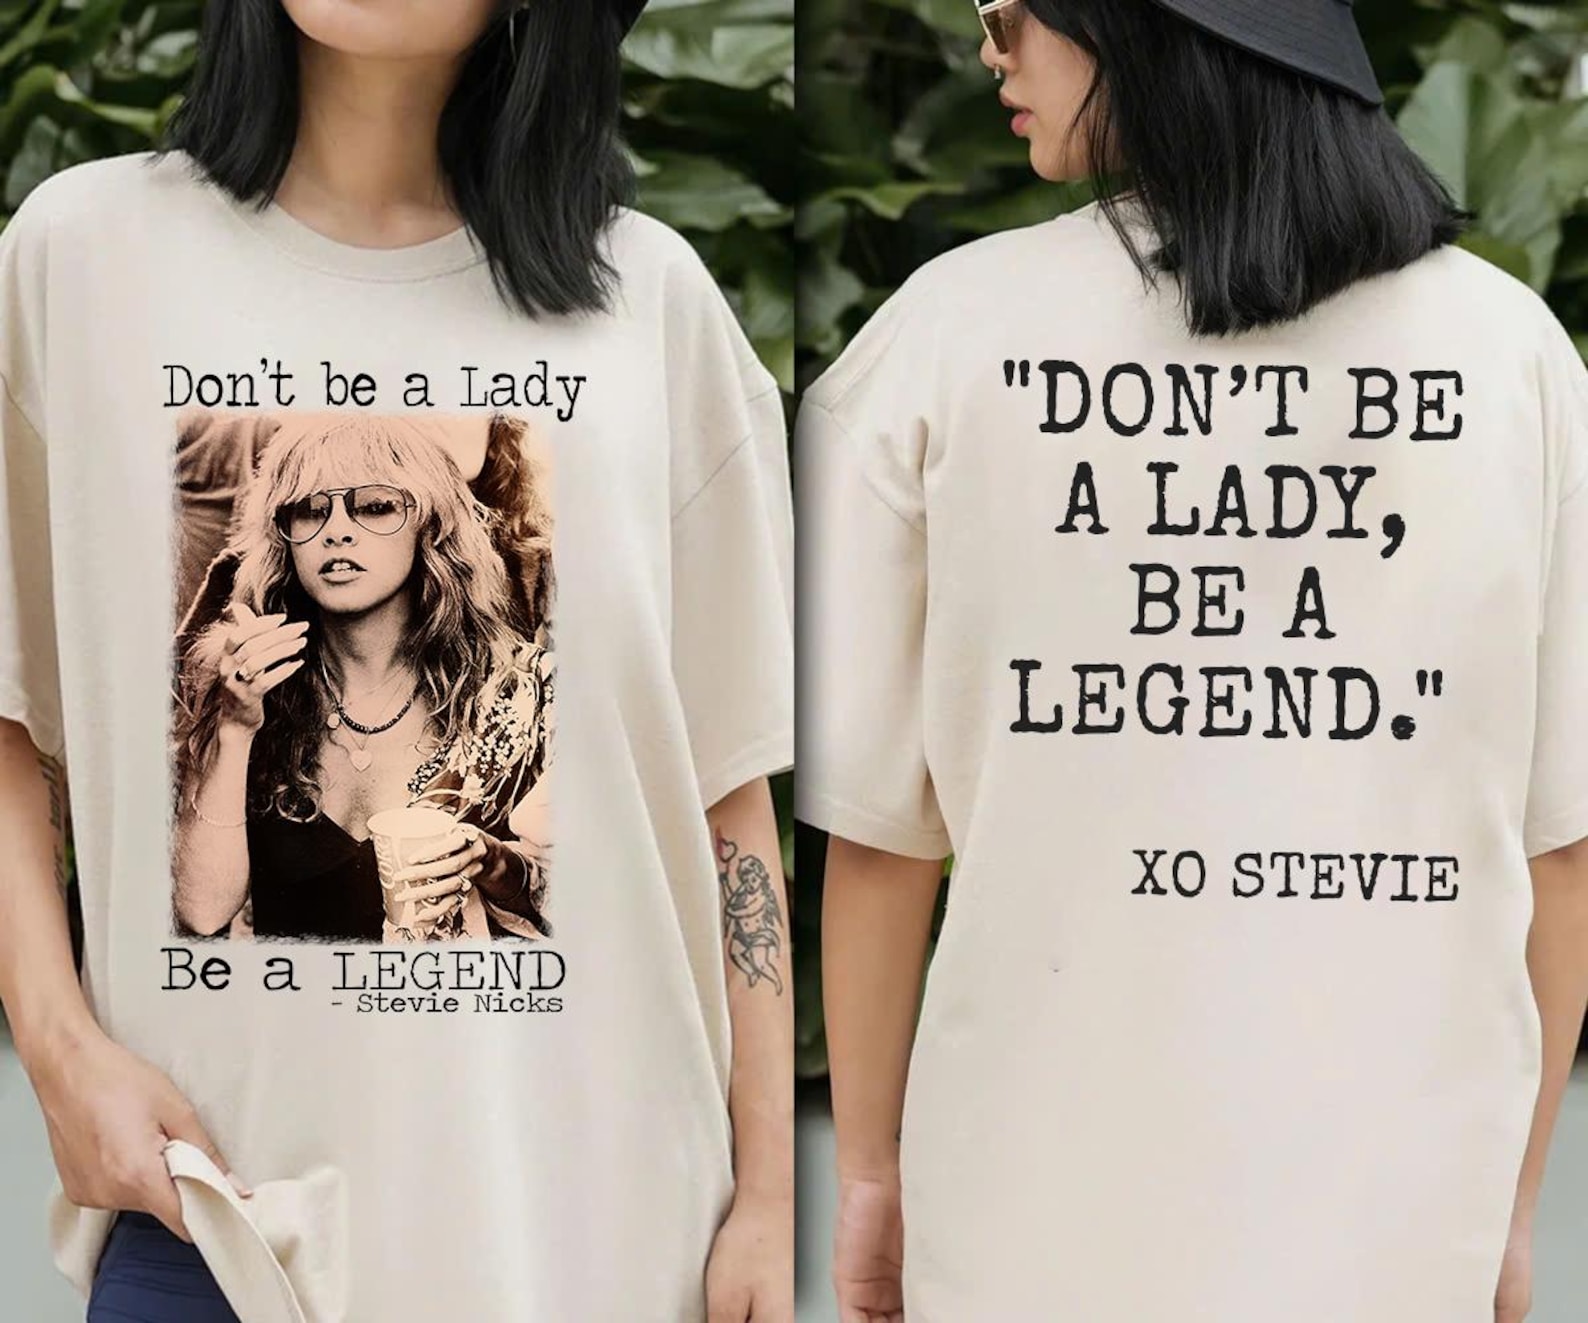 Don't be a Lady
Be a LEGEND
- Stevie Nicks
"DON'T BE
A LADY,
BE A
LEGEND."
XO STEVIE